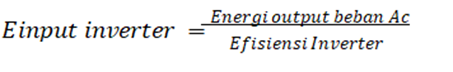 Einput inverter = Energi output beban Ac / Efisiensi Inverter